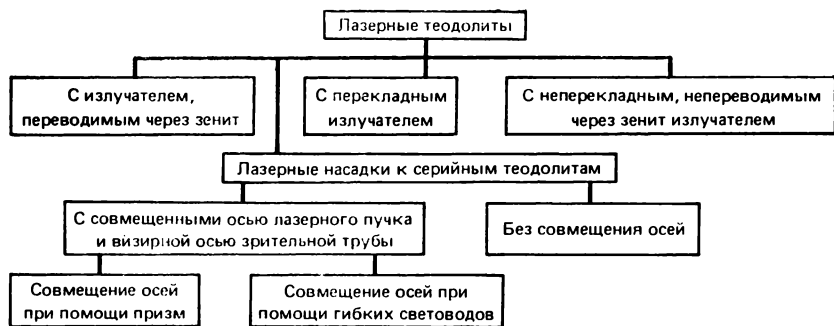 Лазерные теодолиты
С излучателем,
переводимым через зенит
С перекладным
излучателем
С неперекладным, непереводимым
через зенит излучателем
Лазерные насадки к серийным теодолитам
С совмещенными осью лазерного пучка
и визирной осью зрительной трубы
Без совмещения осей
Совмещение осей
при помощи призм
Совмещение осей при
помощи гибких световодов